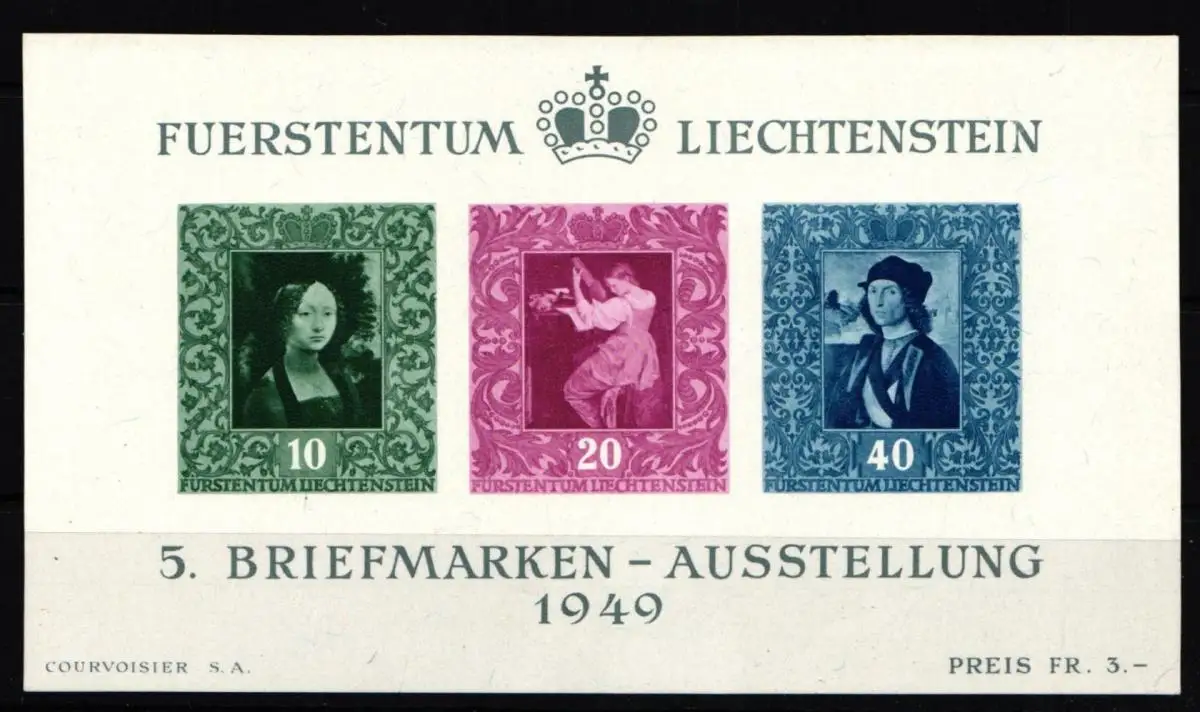 FUERSTENTUM LIECHTENSTEIN
10
FÜRSTENTUM LIECHTENSTEIN
20
FÜRSTENTUM LIECHTENSTEIN
40
FÜRSTENTUM LIECHTENSTEIN
5. BRIEFMARKEN – AUSSTELLUNG
1949
COURVOISIER S.A.
PREIS FR. 3.–